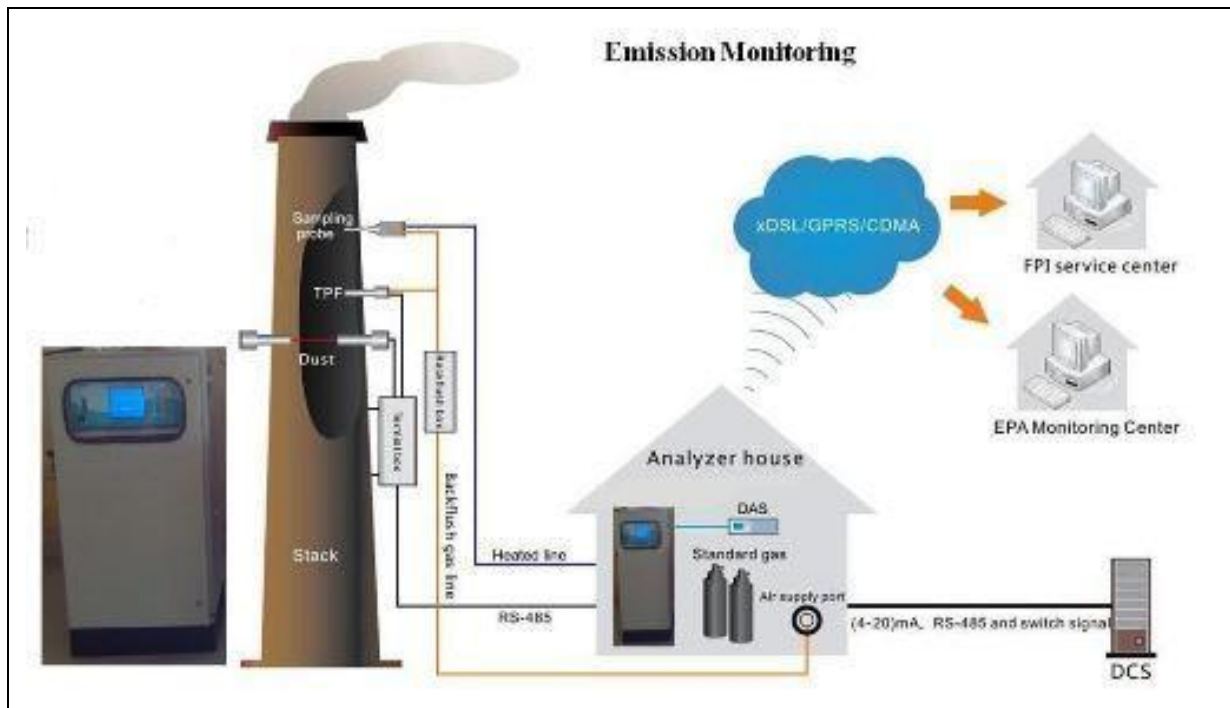 Emission Monitoring
Sampling
probe
TPF
Dust
Backflush box
Terminal box
Backflush gas line
Stack
Heated line
RS-485
xDSL/GPRS/CDMA
FPI service center
EPA Monitoring Center
Analyzer house
DAS
Standard gas
Air supply port
(4~20)mA, RS-485 and switch signal
DCS